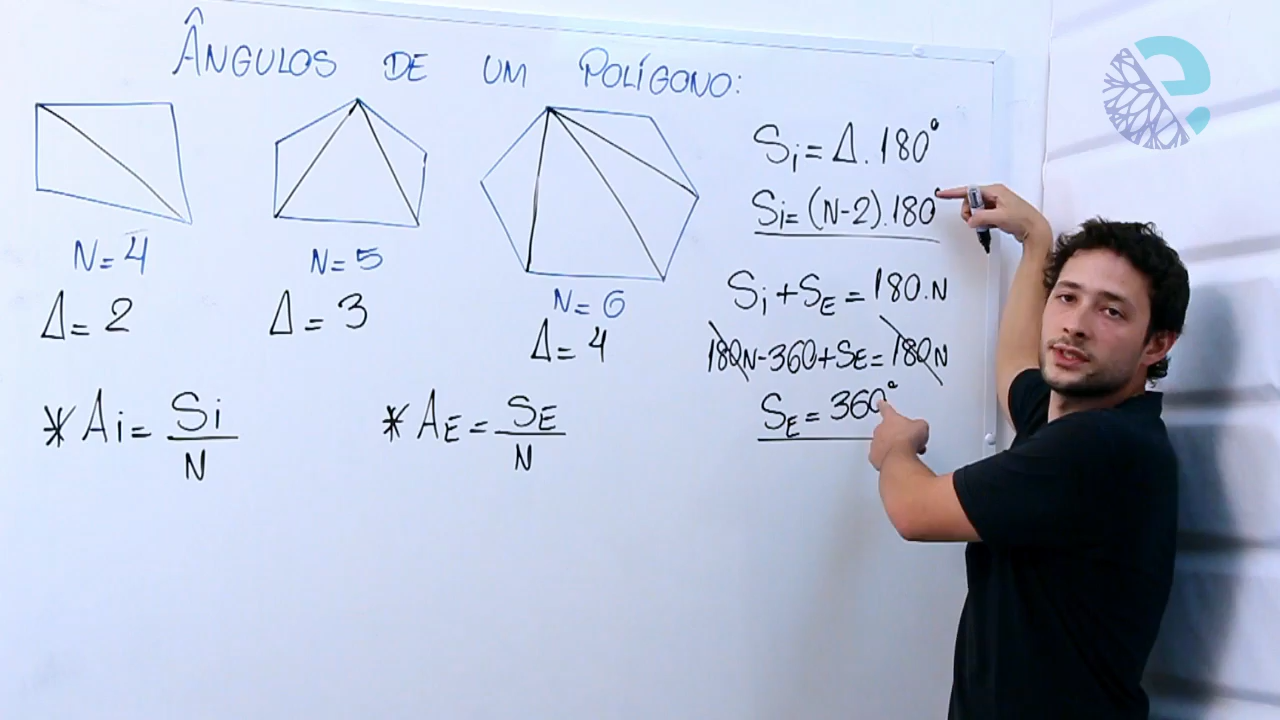 ÂNGULOS DE UM POLÍGONO:
N=4
Δ=2
N=5
Δ=3
N=6
Δ=4
*Ai=Si/N
*AE=SE/N
Si=Δ.180°
Si=(N-2).180°
Si+SE=180.N
180N-360+SE=180N
SE=360°
e